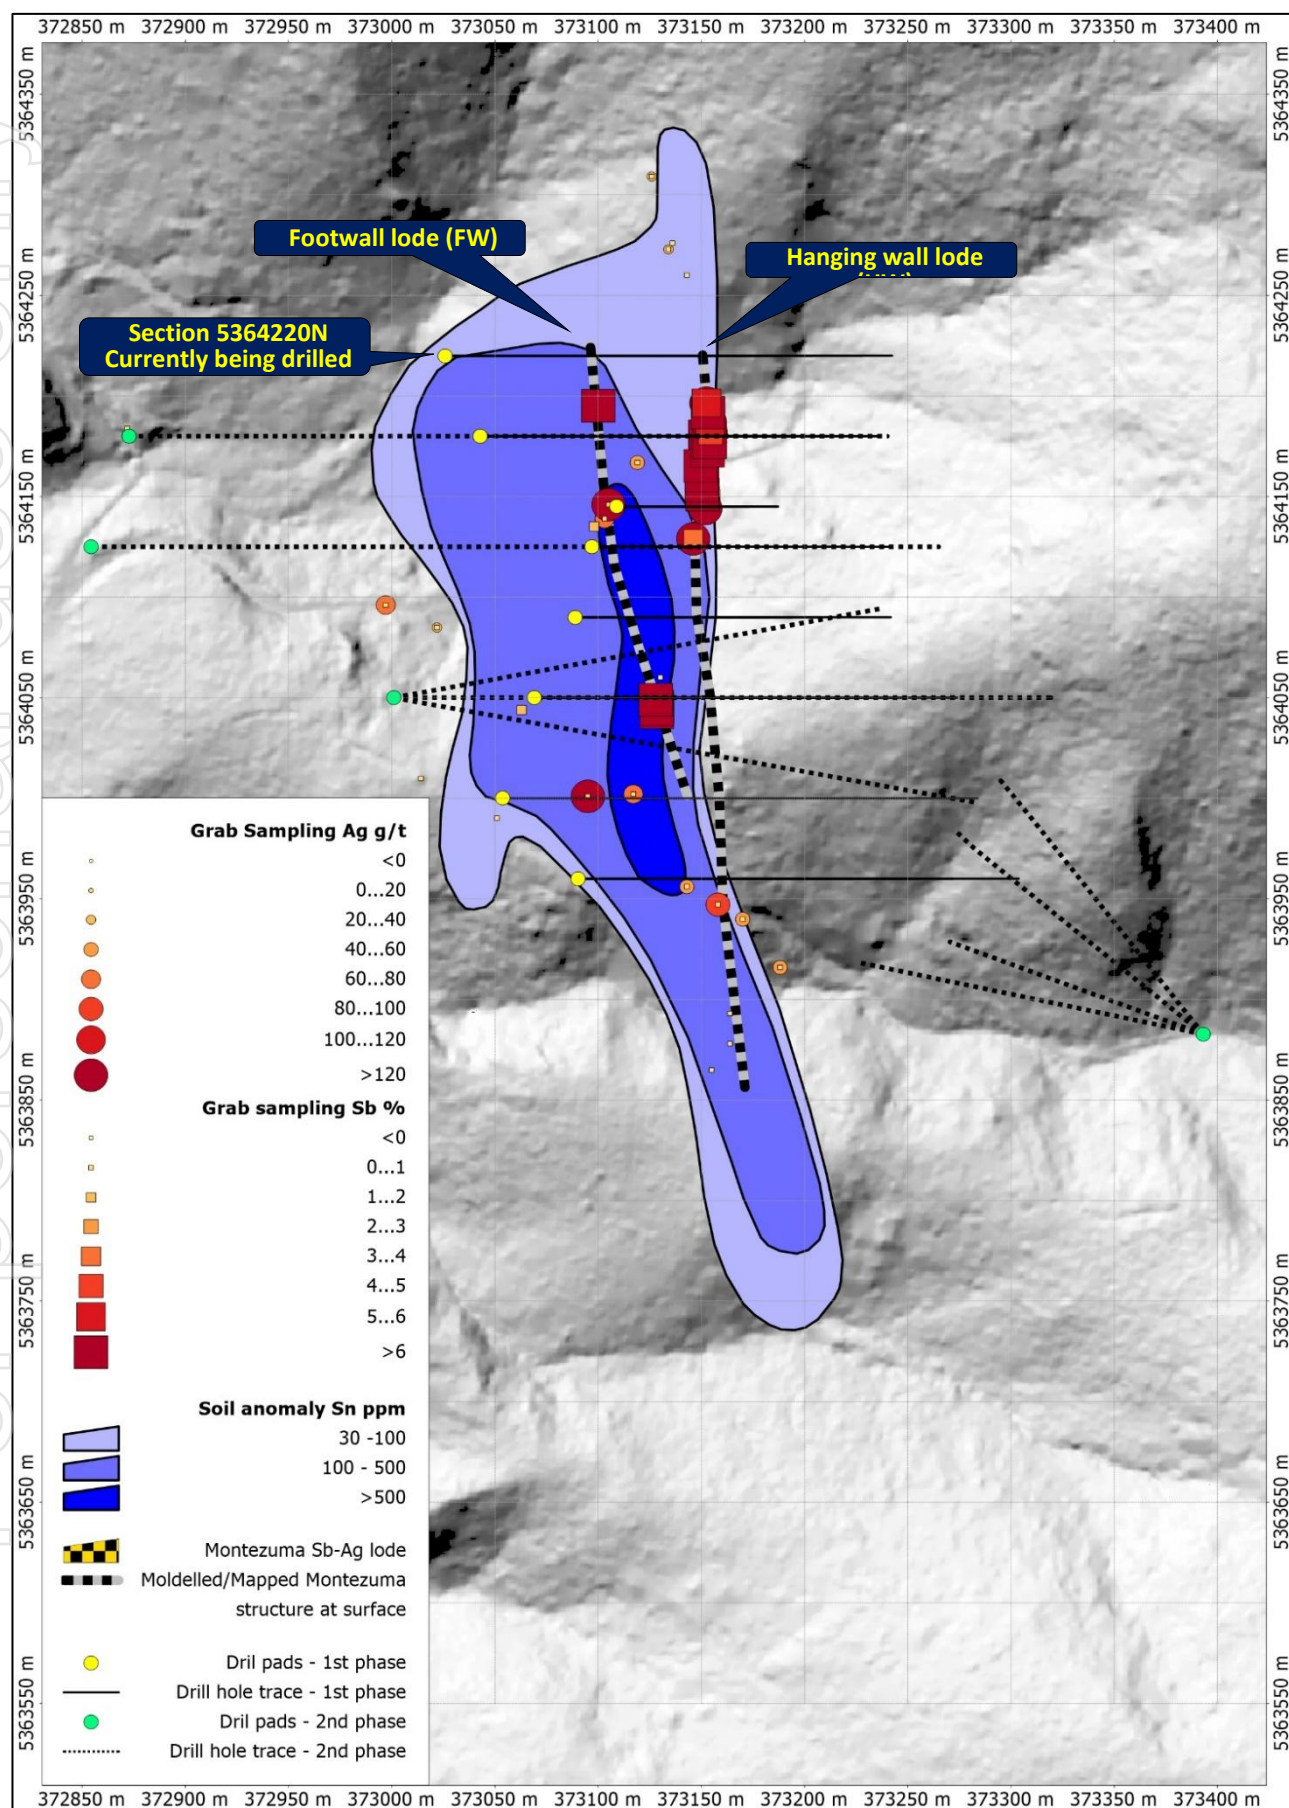 372850 m 372900 m 372950 m 373000 m 373050 m 373100 m 373150 m 373200 m 373250 m 373300 m 373350 m 373400 m
5364350 m
5364350 m
Footwall lode (FW)
Hanging wall lode
5364250 m
5364250 m
Section 5364220N
Currently being drilled
5364150 m
5364150 m
5364050 m
5364050 m
Grab Sampling Ag g/t
<0
0...20
20...40
40...60
60...80
80...100
100...120
>120
5363950 m
5363950 m
Grab sampling Sb %
<0
0...1
1...2
2...3
3...4
4...5
5...6
>6
5363850 m
5363850 m
5363750 m
5363750 m
Soil anomaly Sn ppm
30 -100
100 - 500
>500
5363650 m
5363650 m
Montezuma Sb-Ag lode
Moldelled/Mapped Montezuma
structure at surface
Dril pads - 1st phase
Drill hole trace - 1st phase
Dril pads - 2nd phase
Drill hole trace - 2nd phase
5363550 m
5363550 m
372850 m 372900 m 372950 m 373000 m 373050 m 373100 m 373150 m 373200 m 373250 m 373300 m 373350 m 373400 m